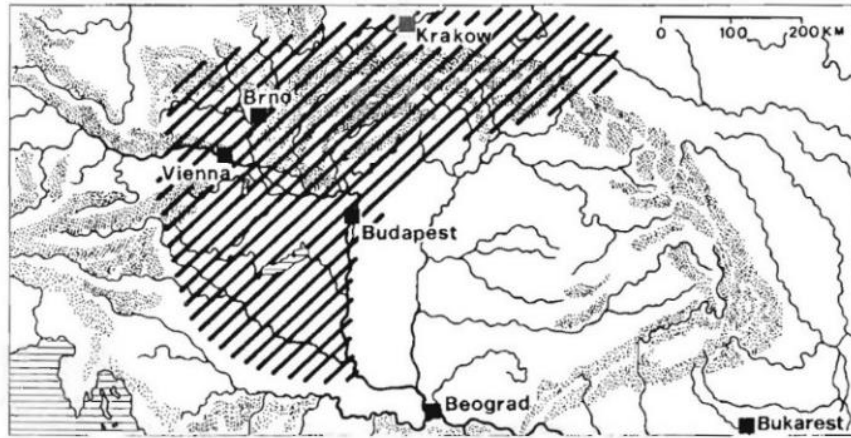 0 100 200 KM
Krakow
Brno
Vienna
Budapest
Beograd
Bukarest